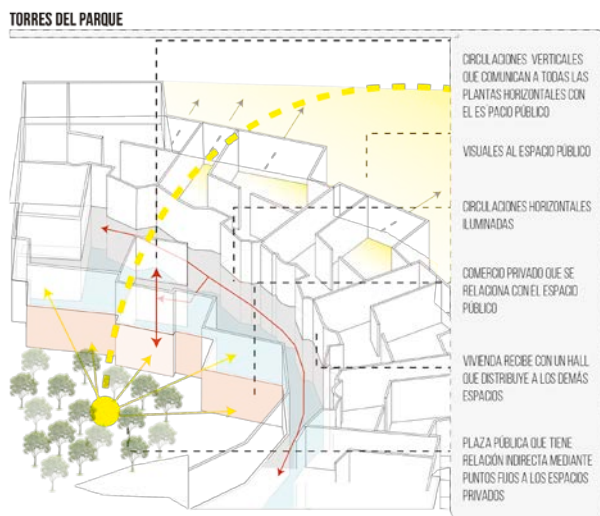 TORRES DEL PARQUE
CIRCULACIONES VERTICALES
QUE COMUNICAN A TODAS LAS
PLANTAS HORIZONTALES CON
EL ES PACIO PÚBLICO
VISUALES AL ESPACIO PÚBLICO
CIRCULACIONES HORIZONTALES
ILUMINADAS
COMERCIO PRIVADO QUE SE
RELACIONA CON EL ESPACIO
PÚBLICO
VIVIENDA RECIBE CON UN HALL
QUE DISTRIBUYE A LOS DEMÁS
ESPACIOS
PLAZA PÚBLICA QUE TIENE
RELACIÓN INDIRECTA MEDIANTE
PUNTOS FIJOS A LOS ESPACIOS
PRIVADOS